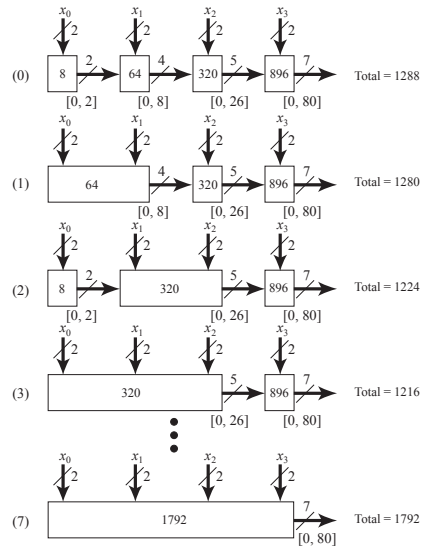 x0 x1 x2 x3
2 2 2 2
(0) 8 2 64 4 320 5 896 7 Total = 1288
[0, 2] [0, 8] [0, 26] [0, 80]
x0 x1 x2 x3
2 2 2 2
(1) 64 4 320 5 896 7 Total = 1280
[0, 8] [0, 26] [0, 80]
x0 x1 x2 x3
2 2 2 2
(2) 8 2 320 5 896 7 Total = 1224
[0, 2] [0, 26] [0, 80]
x0 x1 x2 x3
2 2 2 2
(3) 320 5 896 7 Total = 1216
[0, 26] [0, 80]
x0 x1 x2 x3
2 2 2 2
(7) 1792 7 Total = 1792
[0, 80]